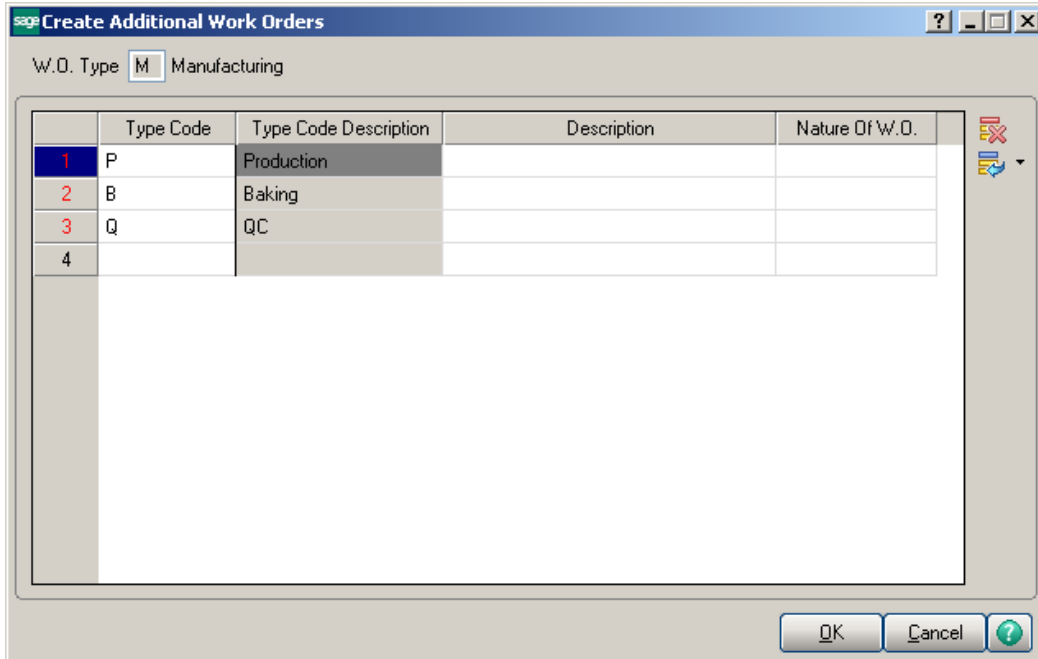 sage Create Additional Work Orders ?
W.O. Type M Manufacturing
Type Code Type Code Description Description Nature Of W.O.
1 P Production
2 B Baking
3 Q QC
4
OK Cancel ?